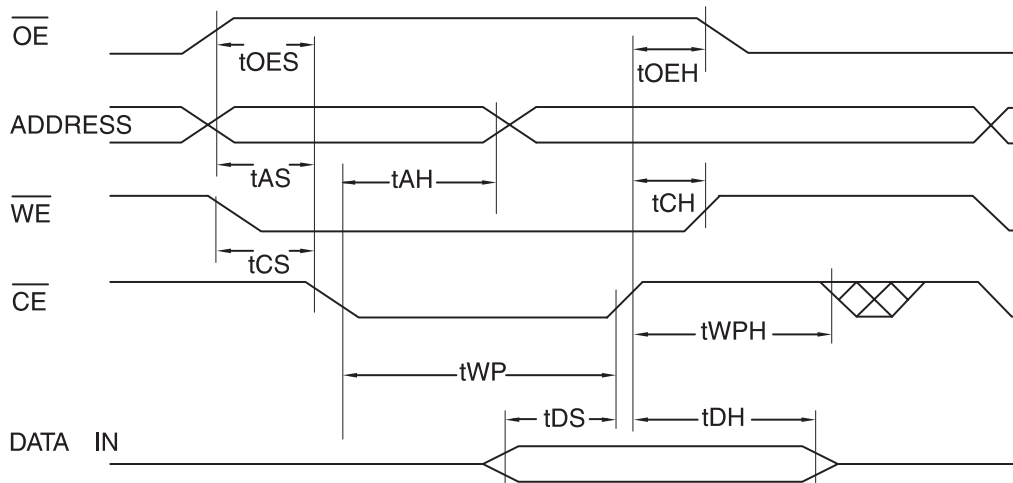 OE
tOES
tOEH
ADDRESS
tAS
tAH
WE
tCH
tCS
CE
tWPH
tWP
tDS
tDH
DATA IN